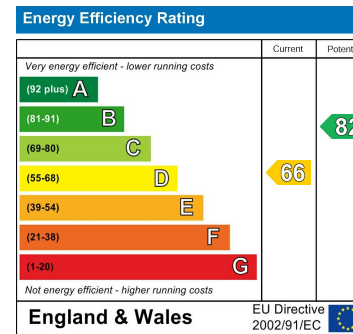 Energy Efficiency Rating
Current
Potent
Very energy efficient - lower running costs
(92 plus) A
(81-91) B
82
(69-80) C
(55-68) D
66
(39-54) E
(21-38) F
(1-20) G
Not energy efficient - higher running costs
England & Wales
EU Directive
2002/91/EC